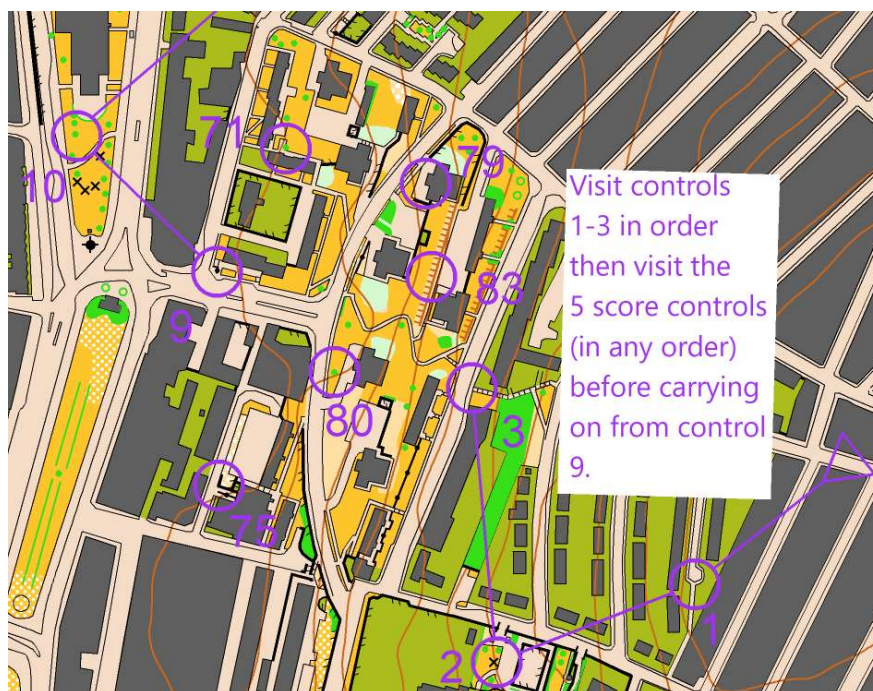 71
79
10
Visit controls
1-3 in order
then visit the
5 score controls
(in any order)
before carrying
on from control
9.
83
9
80
3
75
1
2